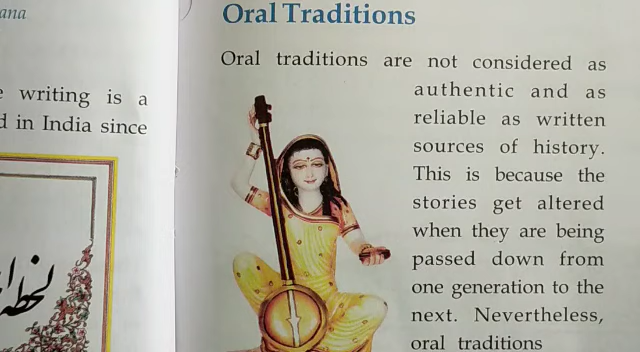 ana
writing is a
d in India since
Oral Traditions
Oral traditions are not considered as
authentic and as
reliable as written
sources of history.
This is because the
stories get altered
when they are being
passed down from
one generation to the
next. Nevertheless,
oral traditions